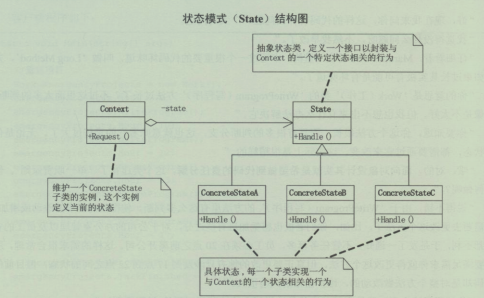 状态模式（State）结构图
抽象状态类，定义一个接口以封装与
Context的一个特定状态相关的行为
Context
-state
State
+Request()
+Handle()
维护一个ConcreteState
子类的实例，这个实例
定义当前的状态
ConcreteStateA
ConcreteStateB
ConcreteStateC
+Handle()
+Handle()
+Handle()
具体状态，每一个子类实现一个
与Context的一个状态相关的行为